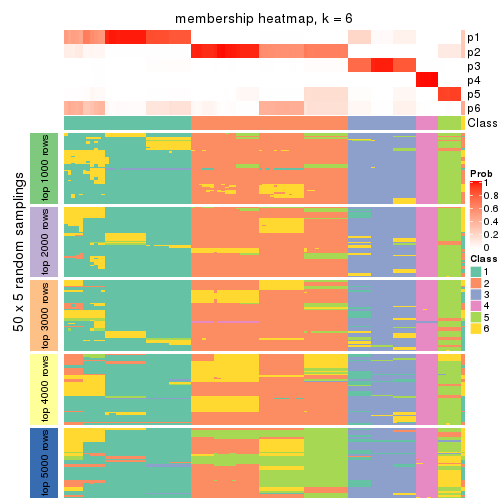 membership heatmap, k = 6
p1
p2
p3
p4
p5
p6
Class
50 x 5 random samplings
top 1000 rows
top 2000 rows
top 3000 rows
top 4000 rows
top 5000 rows
Prob
1
0.8
0.6
0.4
0.2
0
Class
1
2
3
4
5
6